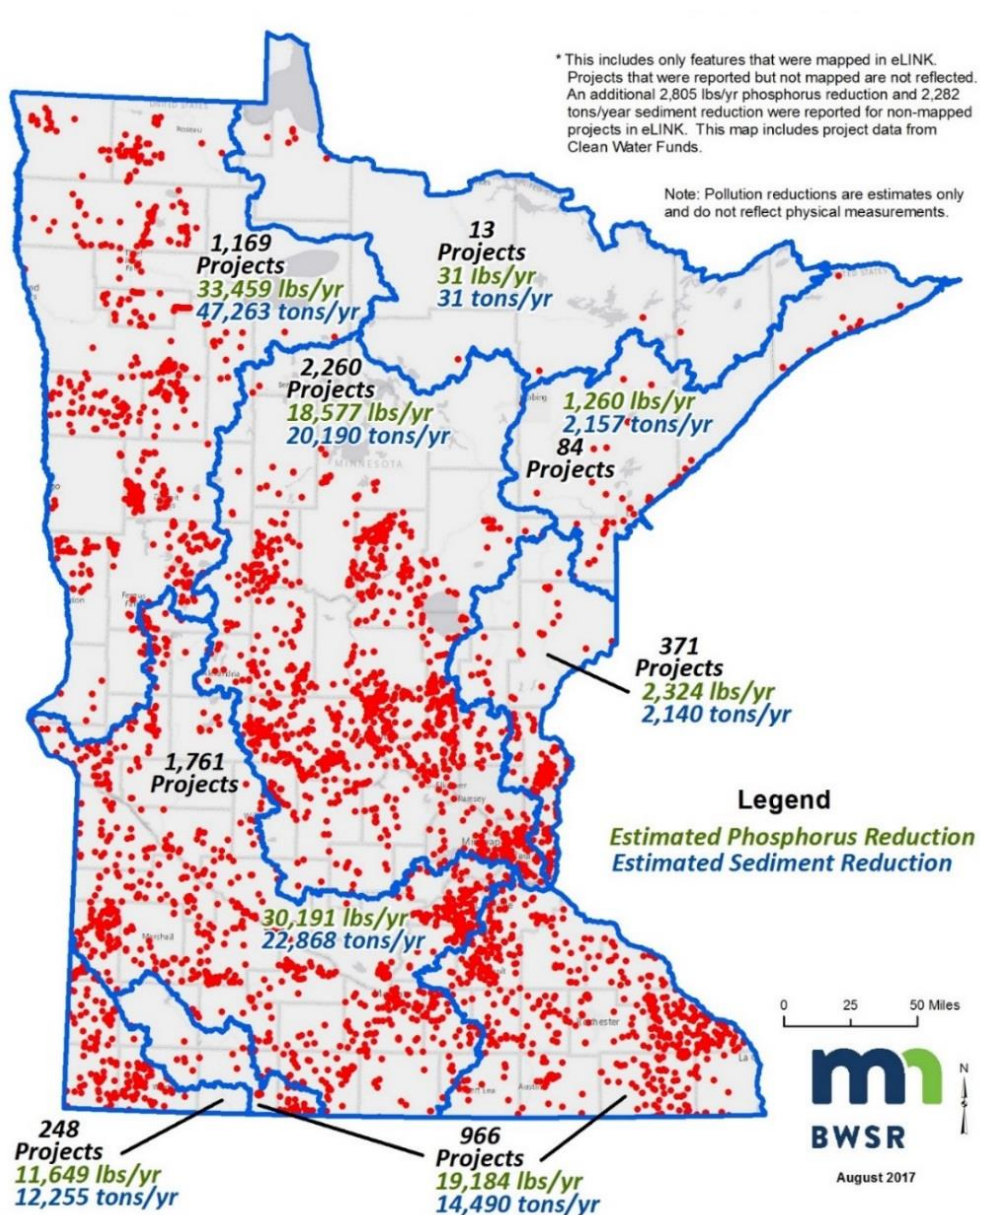 * This includes only features that were mapped in eLINK.
Projects that were reported but not mapped are not reflected.
An additional 2,805 lbs/yr phosphorus reduction and 2,282
tons/year sediment reduction were reported for non-mapped
projects in eLINK. This map includes project data from
Clean Water Funds.
Note: Pollution reductions are estimates only
and do not reflect physical measurements.
UNITED STATES
Roseau
13
Projects
31 lbs/yr
31 tons/yr
1,169
Projects
33,459 lbs/yr
47,263 tons/yr
2,260
Projects
18,577 lbs/yr
20,190 tons/yr
MINNESOTA
1,260 lbs/yr
2,157 tons/yr
84
Projects
371
Projects
2,324 lbs/yr
2,140 tons/yr
1,761
Projects
Ramsey
Legend
Estimated Phosphorus Reduction
Estimated Sediment Reduction
30,191 lbs/yr
22,868 tons/yr
Marshall
0 25 50 Miles
N
mn
BWSR
August 2017
248
Projects
11,649 lbs/yr
12,255 tons/yr
966
Projects
19,184 lbs/yr
14,490 tons/yr